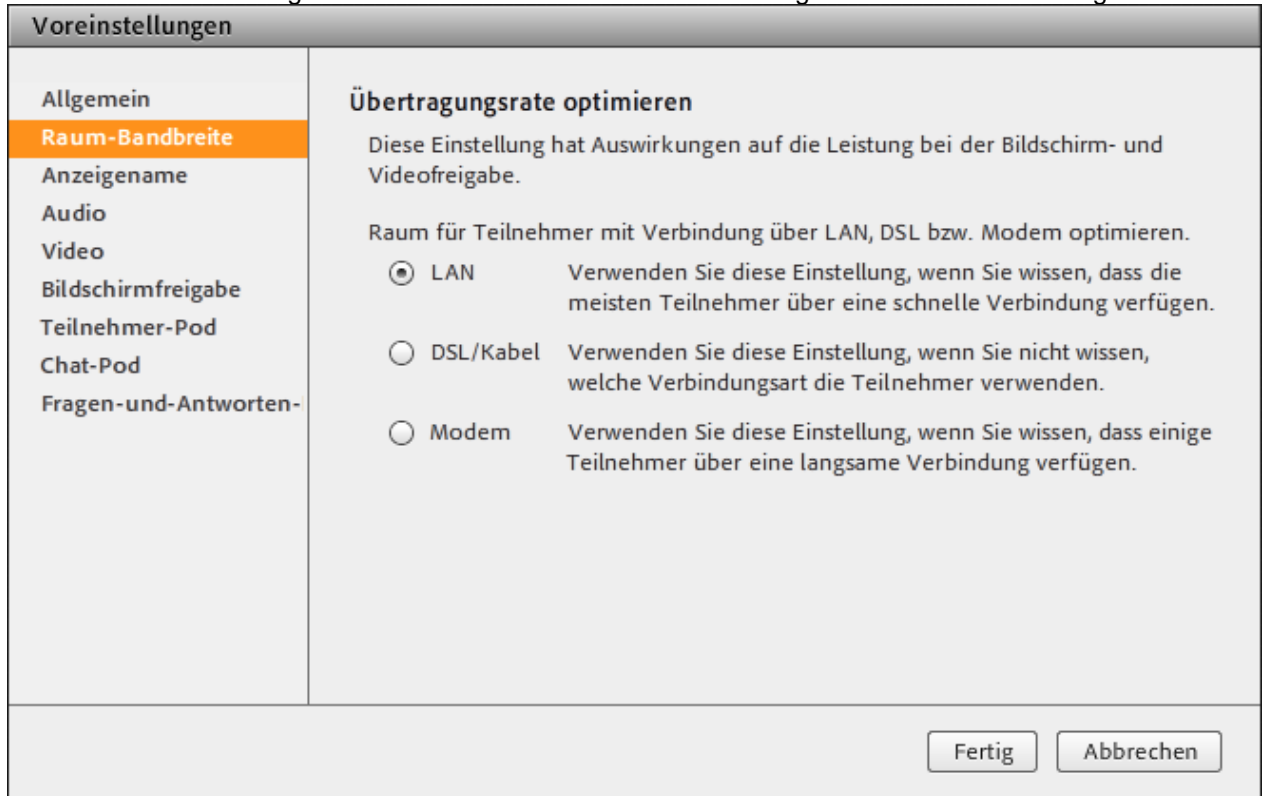 Voreinstellungen
Allgemein
Raum-Bandbreite
Anzeigename
Audio
Video
Bildschirmfreigabe
Teilnehmer-Pod
Chat-Pod
Fragen-und-Antworten-
Übertragungsrate optimieren
Diese Einstellung hat Auswirkungen auf die Leistung bei der Bildschirm- und
Videofreigabe.
Raum für Teilnehmer mit Verbindung über LAN, DSL bzw. Modem optimieren.
LAN Verwenden Sie diese Einstellung, wenn Sie wissen, dass die
meisten Teilnehmer über eine schnelle Verbindung verfügen.
DSL/Kabel Verwenden Sie diese Einstellung, wenn Sie nicht wissen,
welche Verbindungsart die Teilnehmer verwenden.
Modem Verwenden Sie diese Einstellung, wenn Sie wissen, dass einige
Teilnehmer über eine langsame Verbindung verfügen.
Fertig Abbrechen